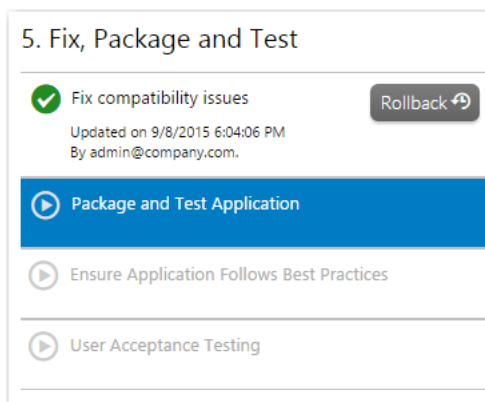 5. Fix, Package and Test
Fix compatibility issues
Rollback
Updated on 9/8/2015 6:04:06 PM
By admin@company.com.
Package and Test Application
Ensure Application Follows Best Practices
User Acceptance Testing